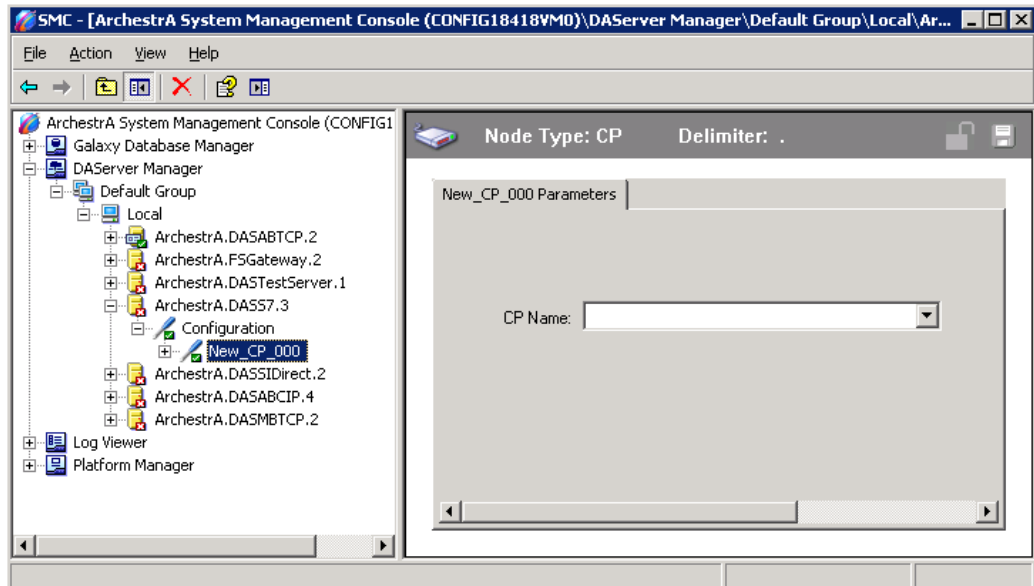 SMC - [ArchestrA System Management Console (CONFIG18418VM0)\DAServer Manager\Default Group\Local\Ar...
File Action View Help
ArchestrA System Management Console (CONFIG1
Galaxy Database Manager
DAServer Manager
Default Group
Local
ArchestrA.DASABTCP.2
ArchestrA.FSGateway.2
ArchestrA.DASTestServer.1
ArchestrA.DASS7.3
Configuration
New_CP_000
ArchestrA.DASSIDirect.2
ArchestrA.DASABCIP.4
ArchestrA.DASMBTCP.2
Log Viewer
Platform Manager
Node Type: CP Delimiter: .
New_CP_000 Parameters
CP Name: